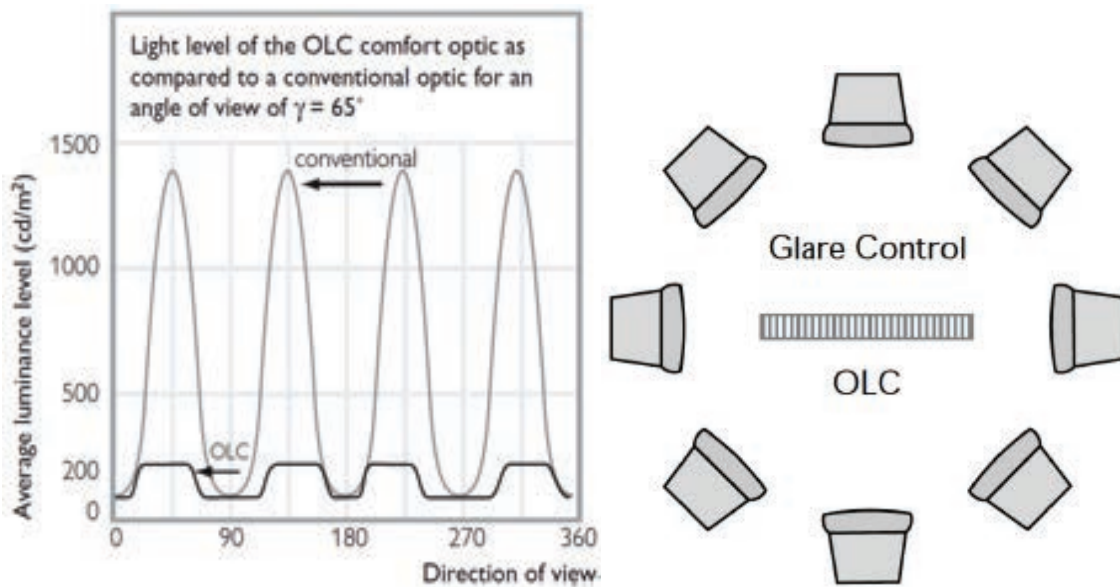 Light level of the OLC comfort optic as
compared to a conventional optic for an
angle of view of γ = 65°
Average luminance level (cd/m²)
1500
1000
500
200
0
conventional
OLC
0 90 180 270 360
Direction of view
Glare Control
OLC